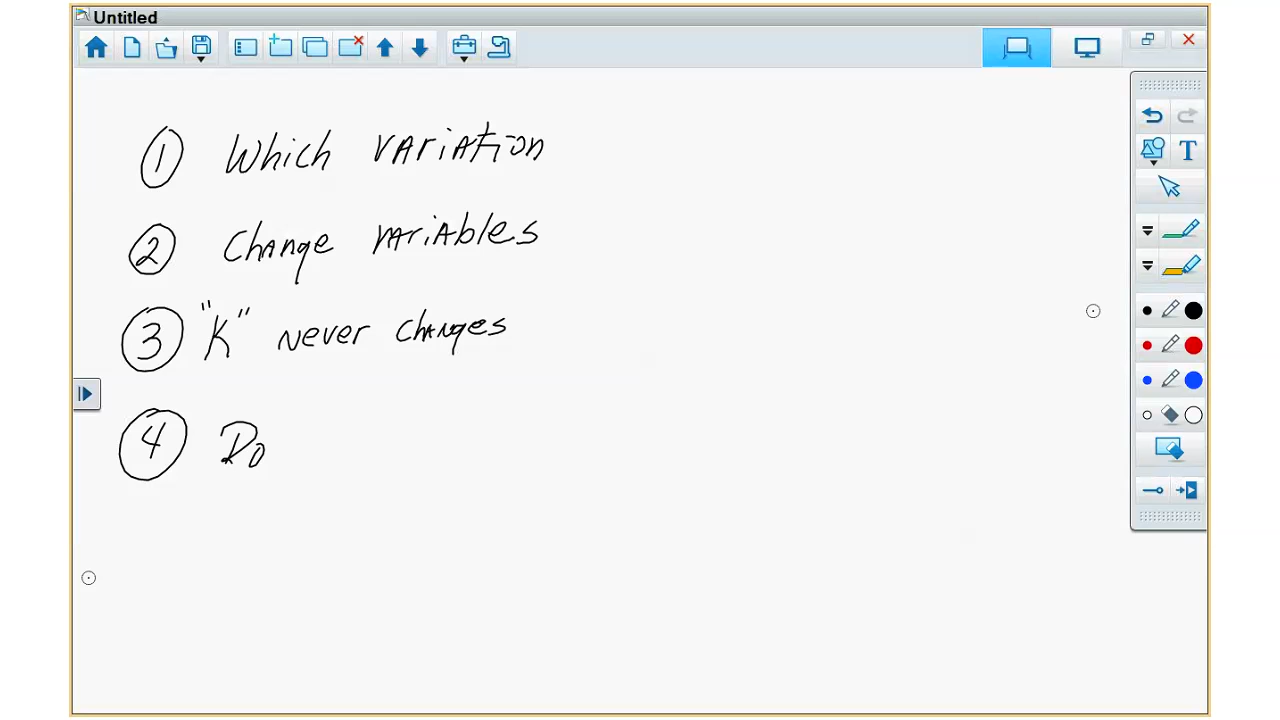 Untitled
1 Which variation
2 Change variables
3 "K" never changes
4 Do
T